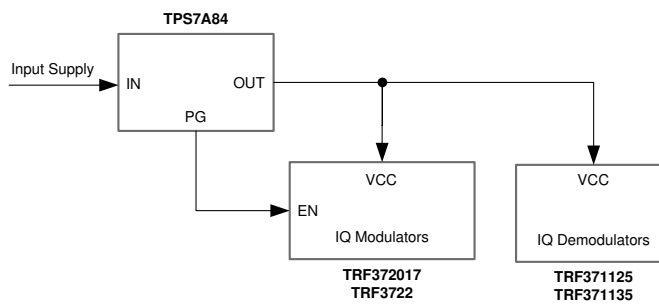 TPS7A84
Input Supply
IN
OUT
PG
VCC
EN
IQ Modulators
TRF372017
TRF3722
VCC
IQ Demodulators
TRF371125
TRF371135